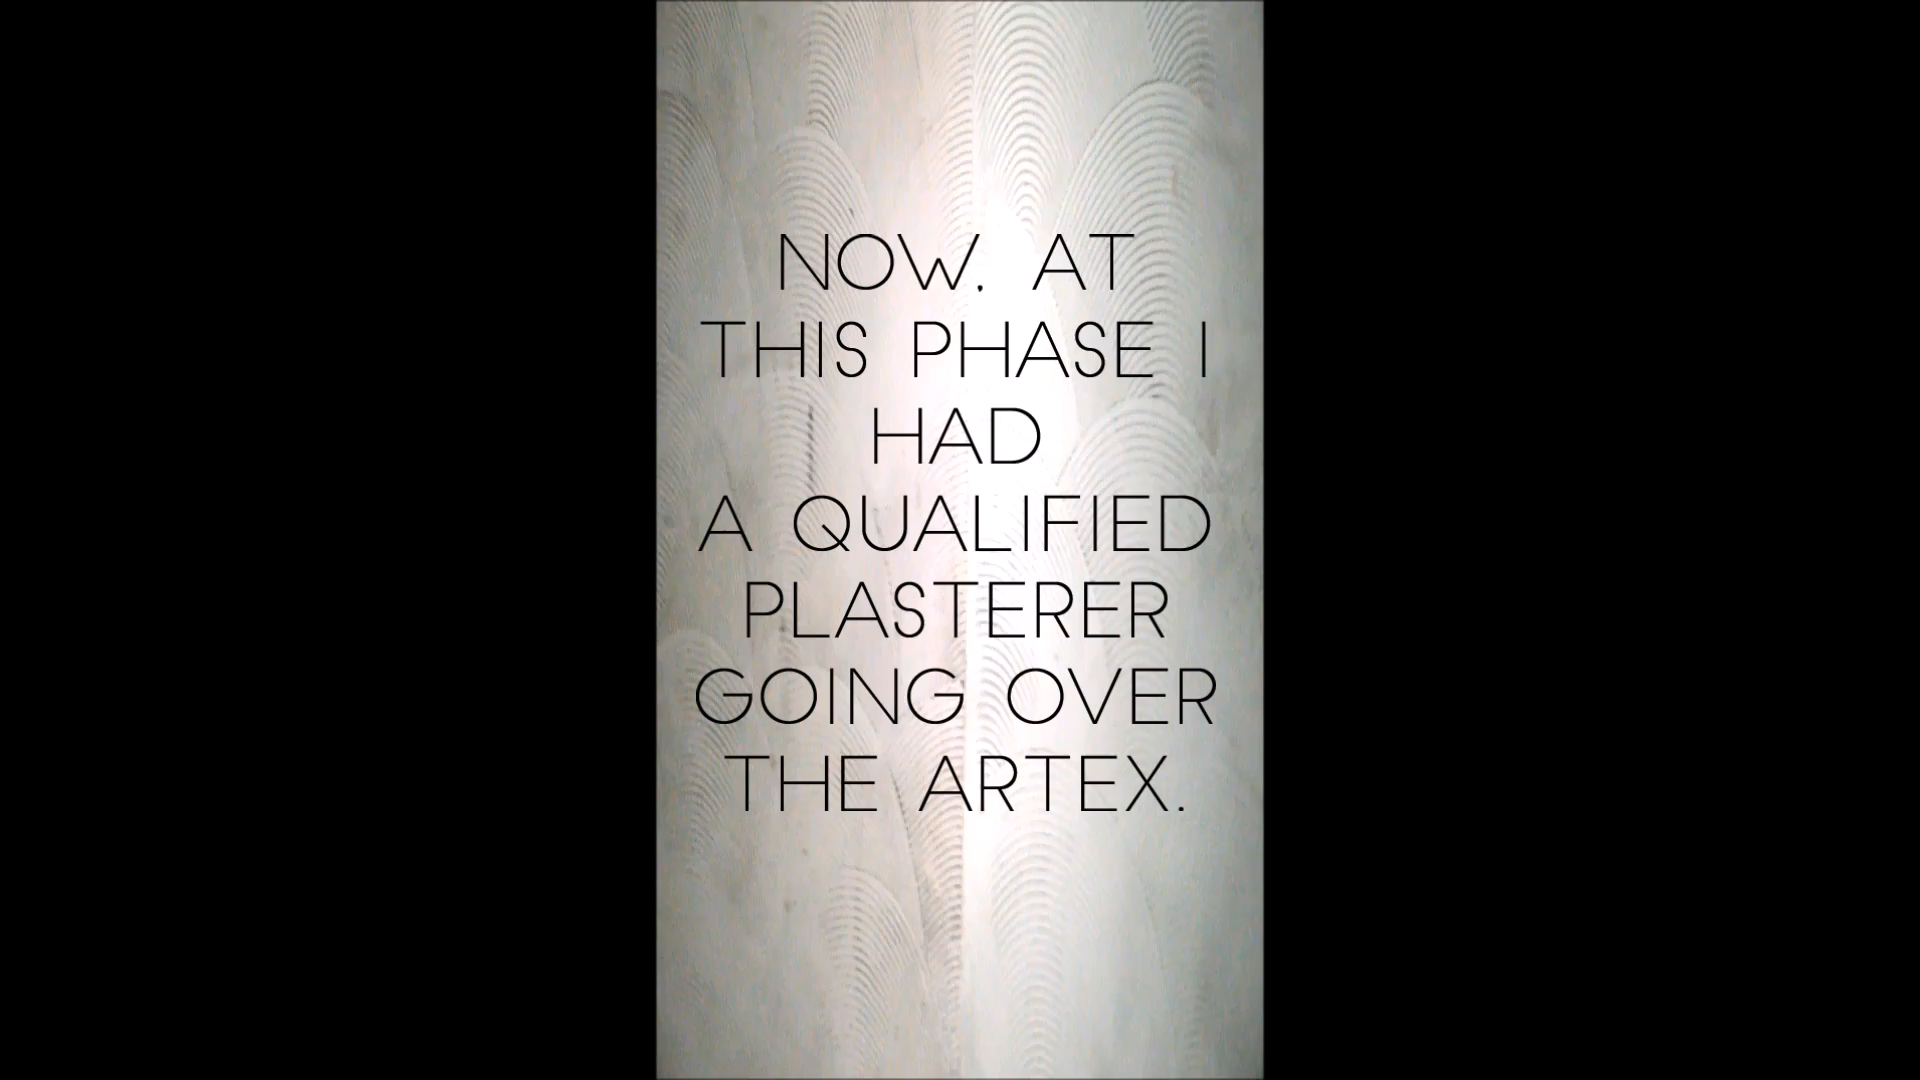 NOW, AT
THIS PHASE I
HAD
A QUALIFIED
PLASTERER
GOING OVER
THE ARTEX.